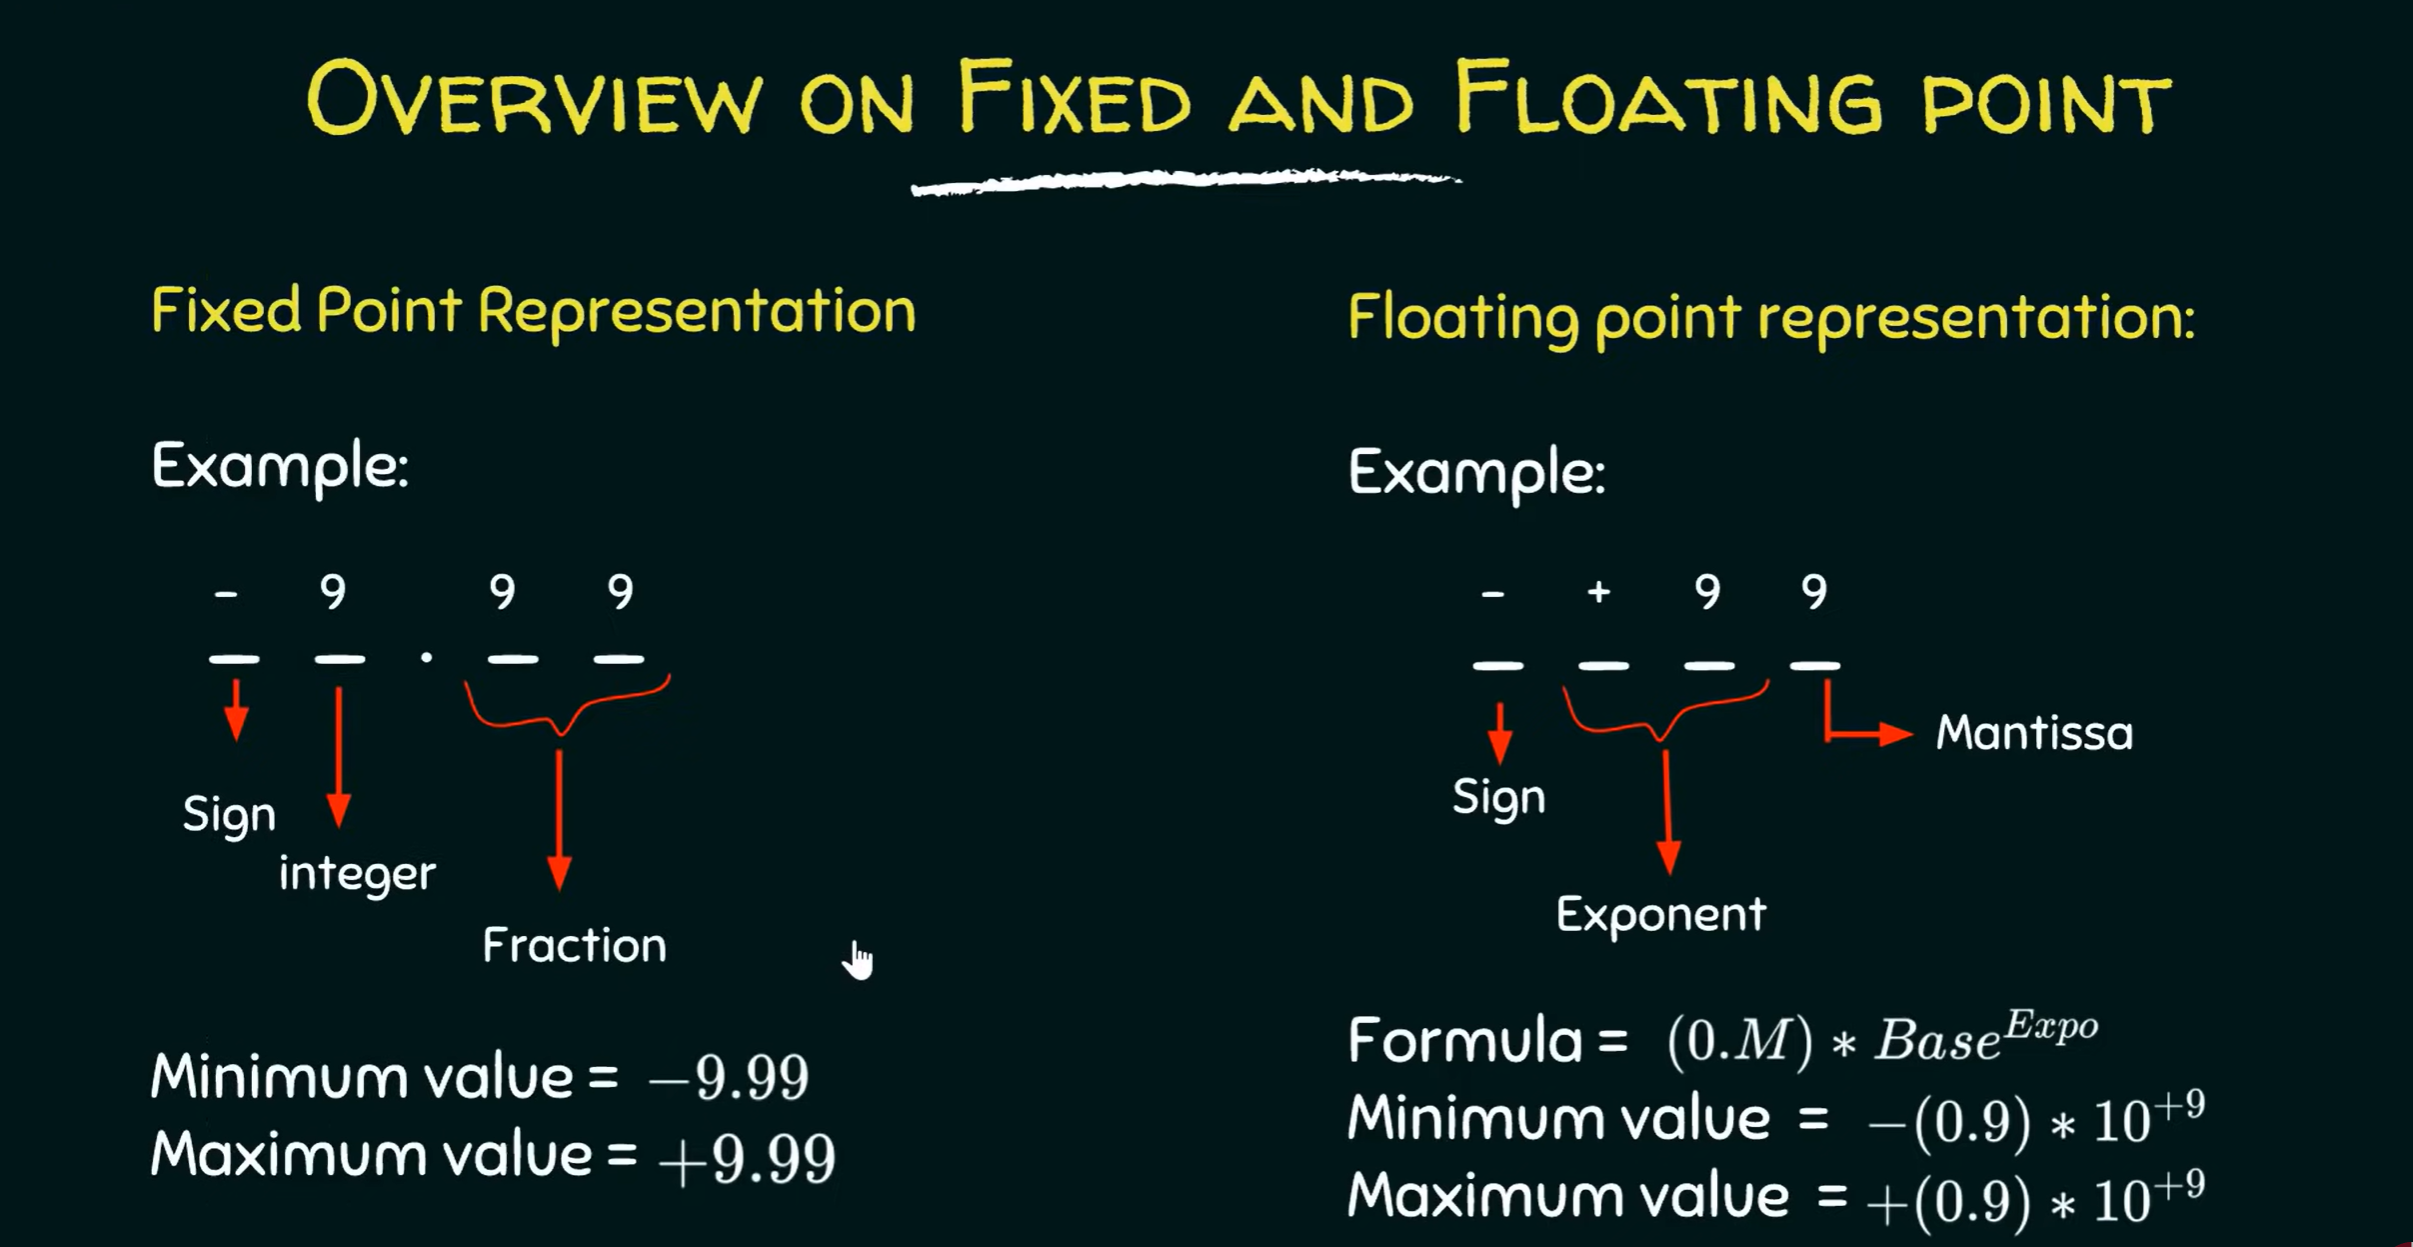 OVERVIEW ON FIXED AND FLOATING POINT
Fixed Point Representation
Example:
- 9 . 9 9
Sign
integer
Fraction
Minimum value = −9.99
Maximum value = +9.99
Floating point representation:
Example:
- + 9 9
Mantissa
Sign
Exponent
Formula = (0.M) * Base^Expo
Minimum value = −(0.9) * 10^+9
Maximum value = +(0.9) * 10^+9